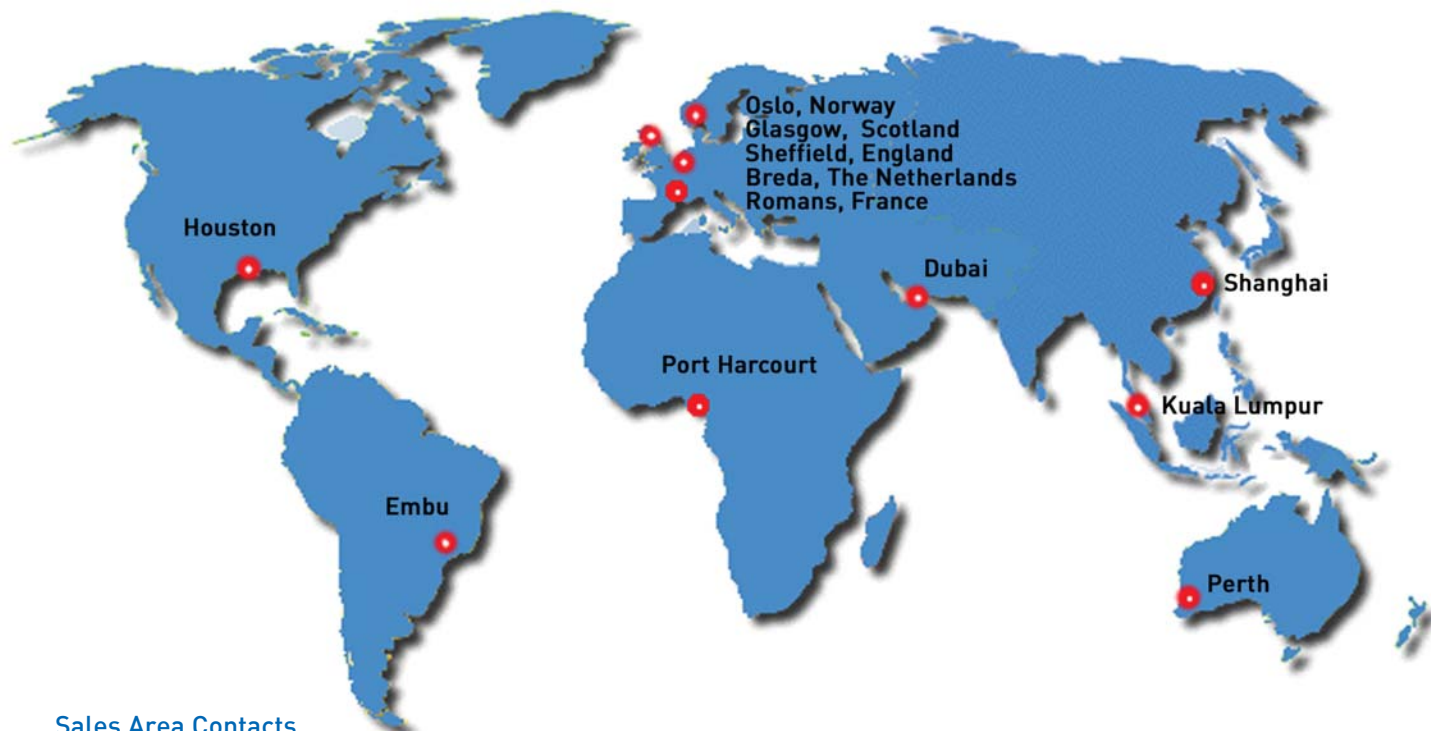 Oslo, Norway
Glasgow, Scotland
Sheffield, England
Breda, The Netherlands
Romans, France
Houston
Dubai
Shanghai
Port Harcourt
Kuala Lumpur
Embu
Perth
Sales Area Contacts